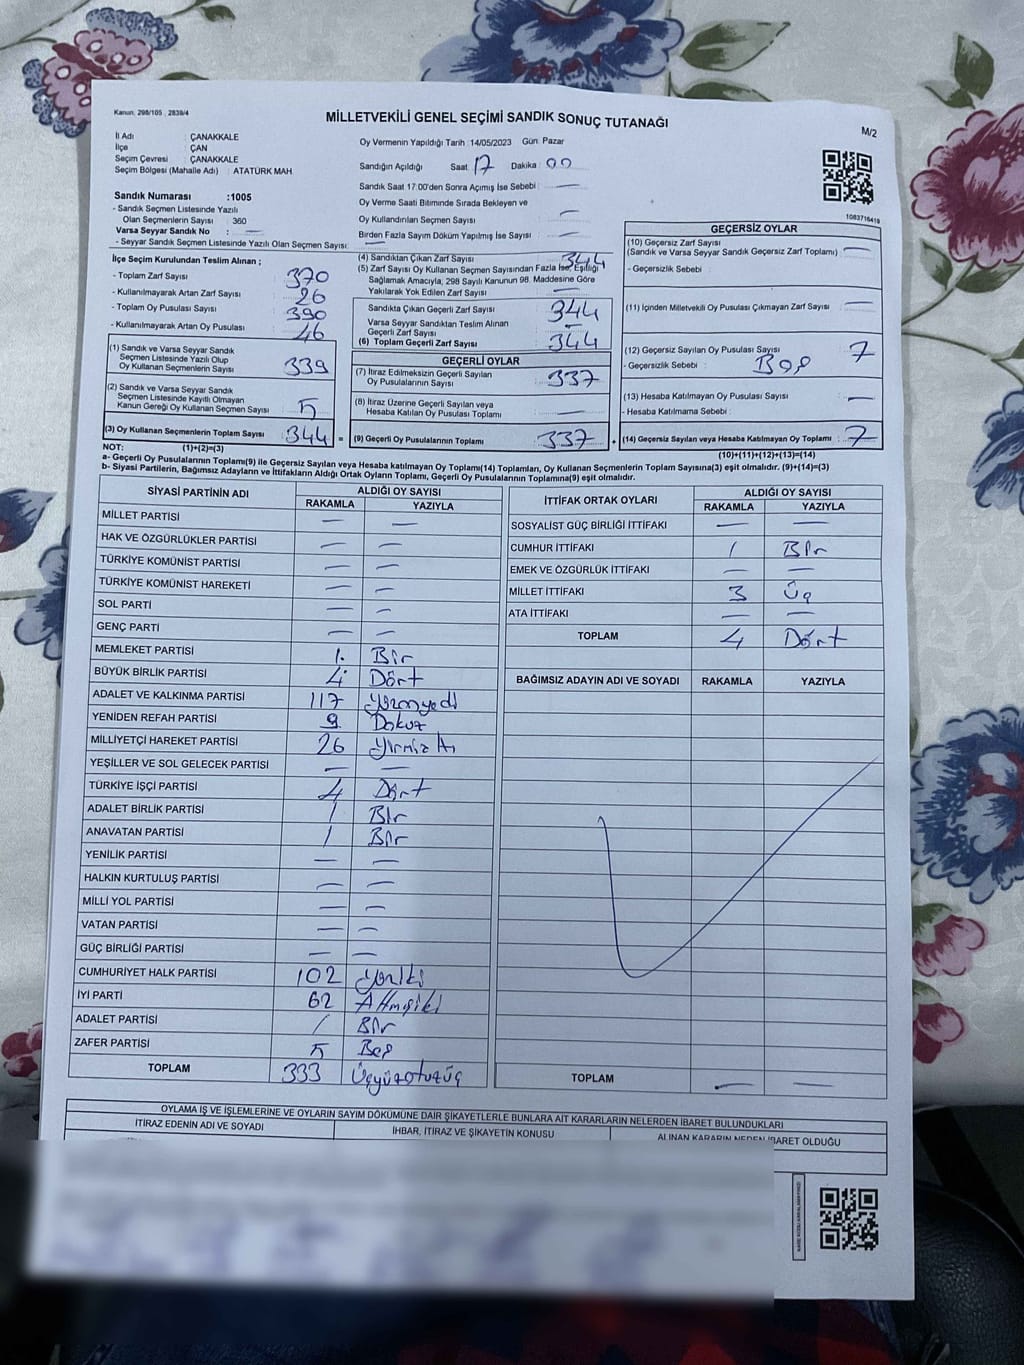 Kanun, 298/105 , 2839/4
MİLLETVEKİLİ GENEL SEÇİMİ SANDIK SONUÇ TUTANAĞI
M/2
İl Adı : ÇANAKKALE
İlçe : ÇAN
Seçim Çevresi : ÇANAKKALE
Seçim Bölgesi (Mahalle Adı) : ATATÜRK MAH.
Oy Vermenin Yapıldığı Tarih :14/05/2023 Gün: Pazar
Sandığın Açıldığı Saat : 17 Dakika : 00
Sandık Saat 17:00'den Sonra Açımış İse Sebebi : —
Oy Verme Saati Bitiminde Sırada Bekleyen ve
Oy Kullandırılan Seçmen Sayısı : —
Birden Fazla Sayım Döküm Yapılmış İse Sayısı : —
Sandık Numarası :1005
- Sandık Seçmen Listesinde Yazılı
Olan Seçmenlerin Sayısı : 360
Varsa Seyyar Sandık No : —
- Seyyar Sandık Seçmen Listesinde Yazılı Olan Seçmen Sayısı: —
1083716419
İlçe Seçim Kurulundan Teslim Alınan ;
- Toplam Zarf Sayısı : 370
- Kullanılmayarak Artan Zarf Sayısı : 26
- Toplam Oy Pusulası Sayısı : 390
- Kullanılmayarak Artan Oy Pusulası : 46
(1) Sandık ve Varsa Seyyar Sandık
Seçmen Listesinde Yazılı Olup
Oy Kullanan Seçmenlerin Sayısı : 339
(2) Sandık ve Varsa Seyyar Sandık
Seçmen Listesinde Kayıtlı Olmayan
Kanun Gereği Oy Kullanan Seçmen Sayısı : 5
(3) Oy Kullanan Seçmenlerin Toplam Sayısı : 344 =
(4) Sandıktan Çıkan Zarf Sayısı : 344
(5) Zarf Sayısı Oy Kullanan Seçmen Sayısından Fazla İse, Eşitliği
Sağlamak Amacıyla, 298 Sayılı Kanunun 98. Maddesine Göre
Yakılarak Yok Edilen Zarf Sayısı : —
Sandıkta Çıkan Geçerli Zarf Sayısı : 344
Varsa Seyyar Sandıktan Teslim Alınan
Geçerli Zarf Sayısı : —
(6) Toplam Geçerli Zarf Sayısı : 344
GEÇERLİ OYLAR
(7) İtiraz Edilmeksizin Geçerli Sayılan
Oy Pusulalarının Sayısı : 337
(8) İtiraz Üzerine Geçerli Sayılan veya
Hesaba Katılan Oy Pusulası Toplamı : —
(9) Geçerli Oy Pusulalarının Toplamı : 337 +
GEÇERSİZ OYLAR
(10) Geçersiz Zarf Sayısı : —
(Sandık ve Varsa Seyyar Sandık Geçersiz Zarf Toplamı)
- Geçersizlik Sebebi :
(11) İçinden Milletvekili Oy Pusulası Çıkmayan Zarf Sayısı : —
(12) Geçersiz Sayılan Oy Pusulası Sayısı : 7
- Geçersizlik Sebebi : Boş
(13) Hesaba Katılmayan Oy Pusulası Sayısı : —
- Hesaba Katılmama Sebebi :
(14) Geçersiz Sayılan veya Hesaba Katılmayan Oy Toplamı : 7
NOT: (1)+(2)=(3)
(10)+(11)+(12)+(13)=(14)
a- Geçerli Oy Pusulalarının Toplamı(9) ile Geçersiz Sayılan veya Hesaba katılmayan Oy Toplamı(14) Toplamları, Oy Kullanan Seçmenlerin Toplam Sayısına(3) eşit olmalıdır. (9)+(14)=(3)
b- Siyasi Partilerin, Bağımsız Adayların ve İttifakların Aldığı Ortak Oyların Toplamı, Geçerli Oy Pusulalarının Toplamına(9) eşit olmalıdır.
SİYASİ PARTİNİN ADI ALDIĞI OY SAYISI
RAKAMLA YAZIYLA
MİLLET PARTİSİ — —
HAK VE ÖZGÜRLÜKLER PARTİSİ — —
TÜRKİYE KOMÜNİST PARTİSİ — —
TÜRKİYE KOMÜNİST HAREKETİ — —
SOL PARTİ — —
GENÇ PARTİ — —
MEMLEKET PARTİSİ 1 Bir
BÜYÜK BİRLİK PARTİSİ 4 Dört
ADALET VE KALKINMA PARTİSİ 117 Yüzonyedi
YENİDEN REFAH PARTİSİ 9 Dokuz
MİLLİYETÇİ HAREKET PARTİSİ 26 Yirmialtı
YEŞİLLER VE SOL GELECEK PARTİSİ — —
TÜRKİYE İŞÇİ PARTİSİ 4 Dört
ADALET BİRLİK PARTİSİ 1 Bir
ANAVATAN PARTİSİ 1 Bir
YENİLİK PARTİSİ — —
HALKIN KURTULUŞ PARTİSİ — —
MİLLİ YOL PARTİSİ — —
VATAN PARTİSİ — —
GÜÇ BİRLİĞİ PARTİSİ — —
CUMHURİYET HALK PARTİSİ 102 Yüziki
İYİ PARTİ 62 Altmışiki
ADALET PARTİSİ 1 Bir
ZAFER PARTİSİ 5 Beş
TOPLAM 333 Üçyüzotuzüç
İTTİFAK ORTAK OYLARI ALDIĞI OY SAYISI
RAKAMLA YAZIYLA
SOSYALİST GÜÇ BİRLİĞİ İTTİFAKI — —
CUMHUR İTTİFAKI 1 Bir
EMEK VE ÖZGÜRLÜK İTTİFAKI — —
MİLLET İTTİFAKI 3 Üç
ATA İTTİFAKI — —
TOPLAM 4 Dört
BAĞIMSIZ ADAYIN ADI VE SOYADI RAKAMLA YAZIYLA
TOPLAM — —
OYLAMA İŞ VE İŞLEMLERİNE VE OYLARIN SAYIM DÖKÜMÜNE DAİR ŞİKAYETLERLE BUNLARA AİT KARARLARIN NELERDEN İBARET BULUNDUKLARI
İTİRAZ EDENİN ADI VE SOYADI İHBAR, İTİRAZ VE ŞİKAYETİN KONUSU ALINAN KARARIN NEDEN İBARET OLDUĞU